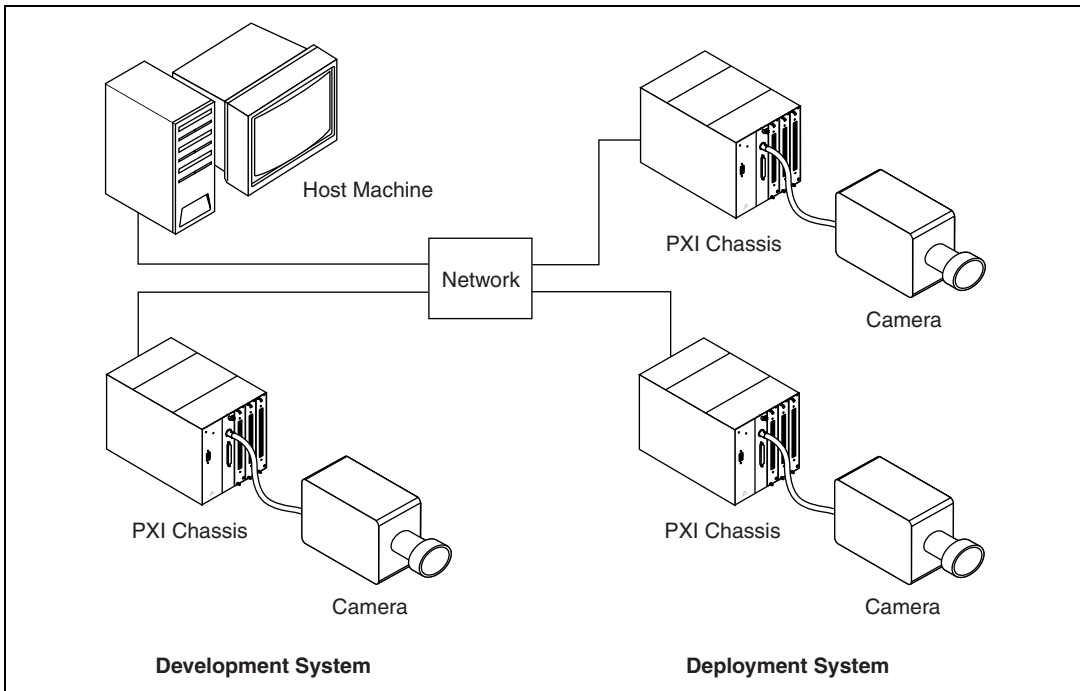 Host Machine
PXI Chassis
Network
Camera
PXI Chassis
PXI Chassis
Camera
Camera
Development System
Deployment System